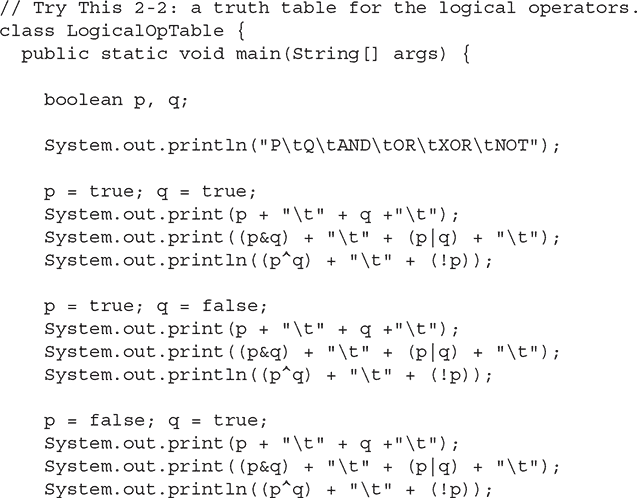 // Try This 2-2: a truth table for the logical operators.
class LogicalOpTable {
  public static void main(String[] args) {

    boolean p, q;

    System.out.println("P\tQ\tAND\tOR\tXOR\tNOT");

    p = true; q = true;
    System.out.print(p + "\t" + q +"\t");
    System.out.print((p&q) + "\t" + (p|q) + "\t");
    System.out.println((p^q) + "\t" + (!p));

    p = true; q = false;
    System.out.print(p + "\t" + q +"\t");
    System.out.print((p&q) + "\t" + (p|q) + "\t");
    System.out.println((p^q) + "\t" + (!p));

    p = false; q = true;
    System.out.print(p + "\t" + q +"\t");
    System.out.print((p&q) + "\t" + (p|q) + "\t");
    System.out.println((p^q) + "\t" + (!p));